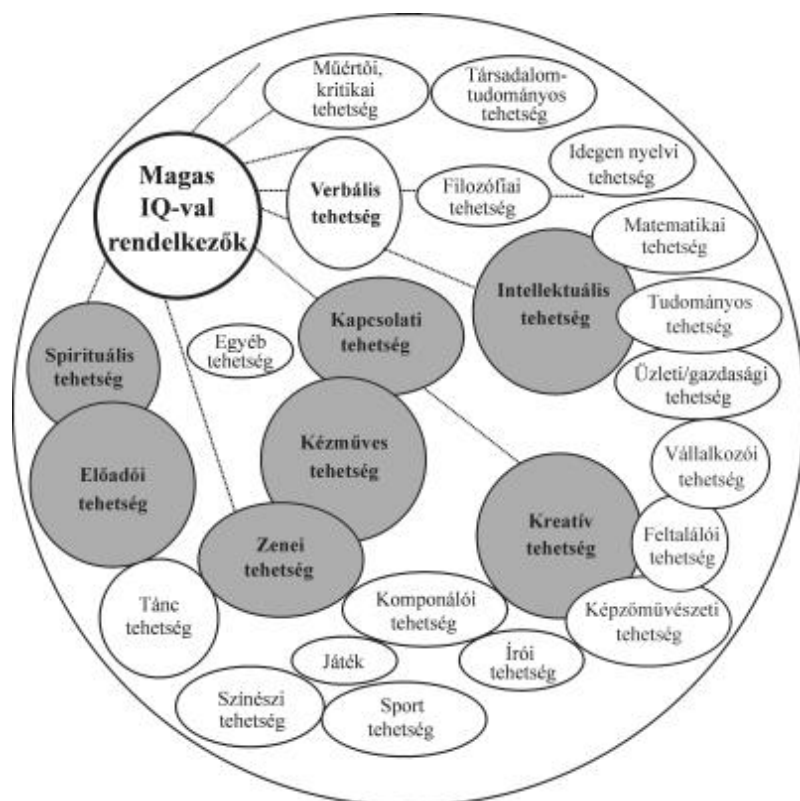 Műértői,
kritikai
tehetség
Társadalom-
tudományos
tehetség
Magas
IQ-val
rendelkezők
Verbális
tehetség
Filozófiai
tehetség
Idegen nyelvi
tehetség
Matematikai
tehetség
Intellektuális
tehetség
Tudományos
tehetség
Üzleti/gazdasági
tehetség
Spirituális
tehetség
Egyéb
tehetség
Kapcsolati
tehetség
Előadói
tehetség
Kézműves
tehetség
Vállalkozói
tehetség
Zenei
tehetség
Kreatív
tehetség
Feltalálói
tehetség
Tánc
tehetség
Komponálói
tehetség
Képzőművészeti
tehetség
Játék
Írói
tehetség
Színészi
tehetség
Sport
tehetség